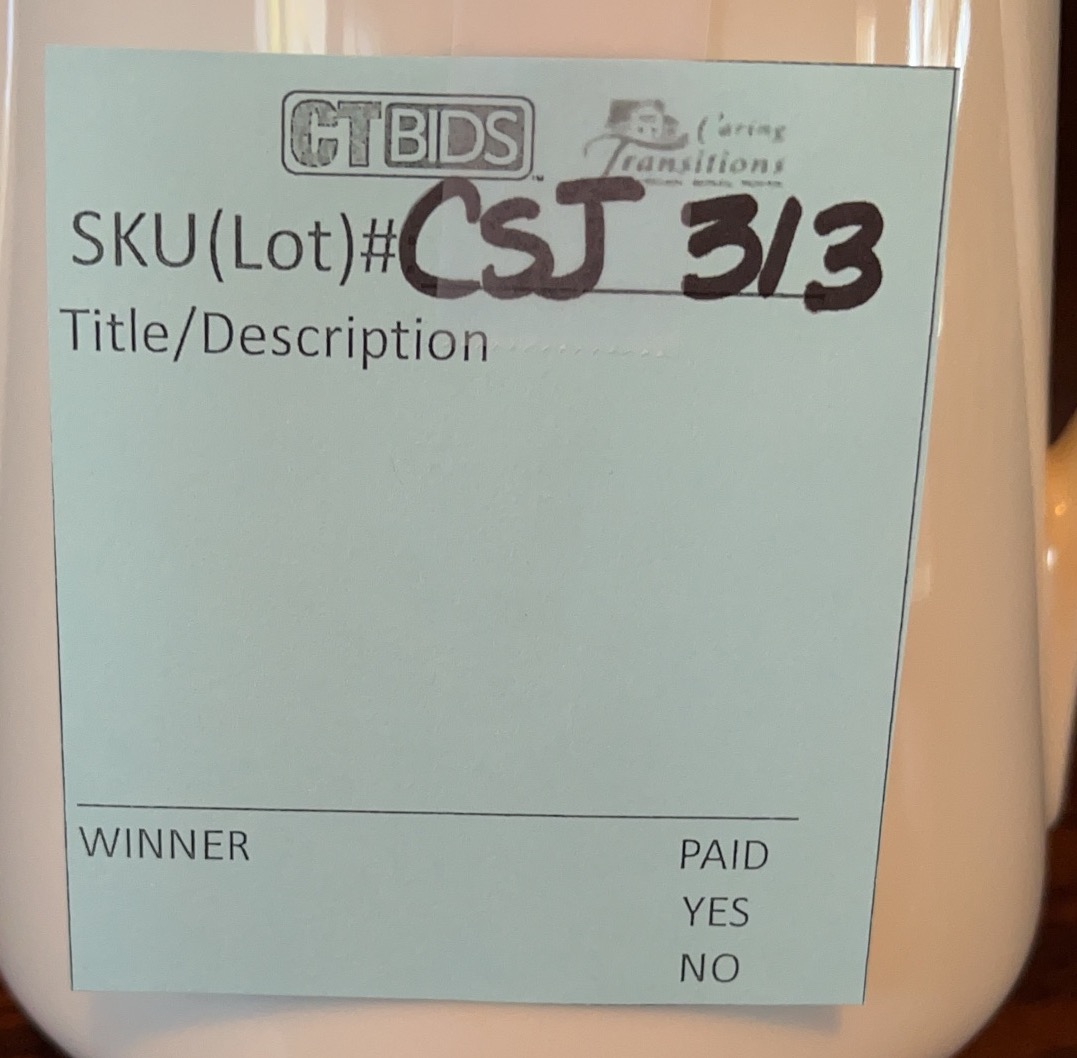 CTBIDS
Caring
Transitions
SKU(Lot)#CSJ 313
Title/Description
WINNER PAID
YES
NO